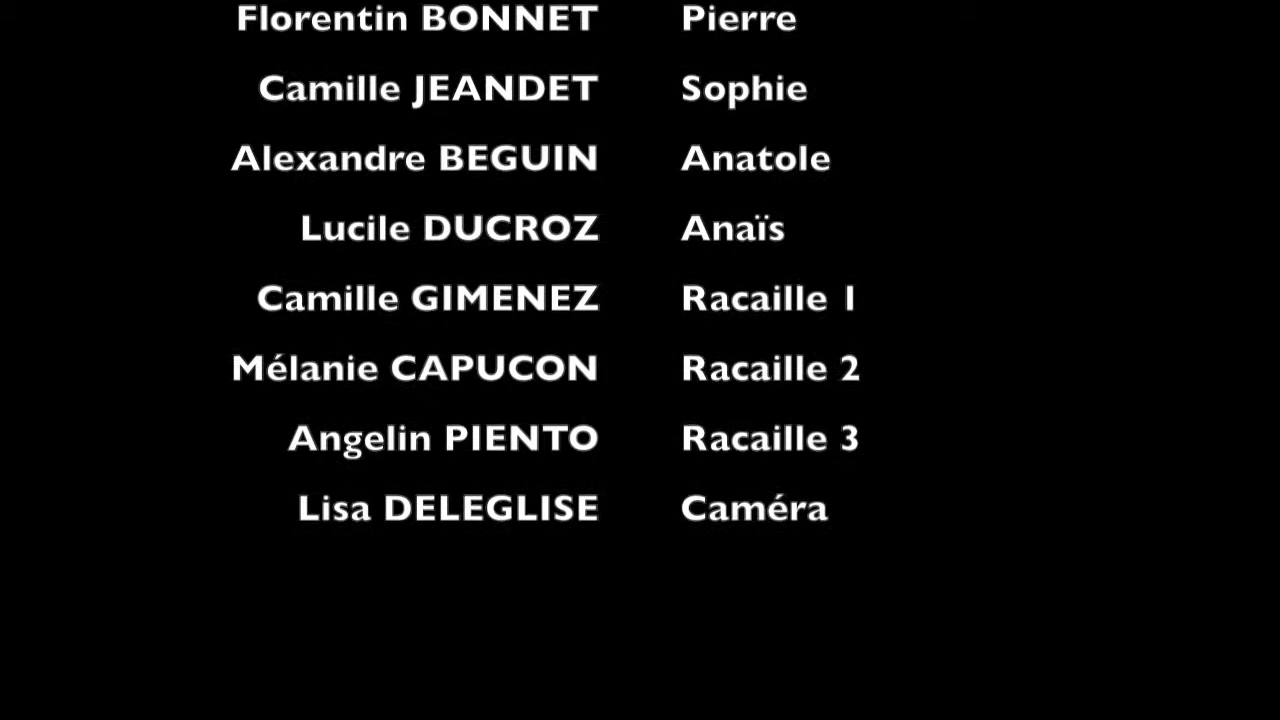 Florentin BONNET Pierre
Camille JEANDET Sophie
Alexandre BEGUIN Anatole
Lucile DUCROZ Anaïs
Camille GIMENEZ Racaille 1
Mélanie CAPUCON Racaille 2
Angelin PIENTO Racaille 3
Lisa DELEGLISE Caméra